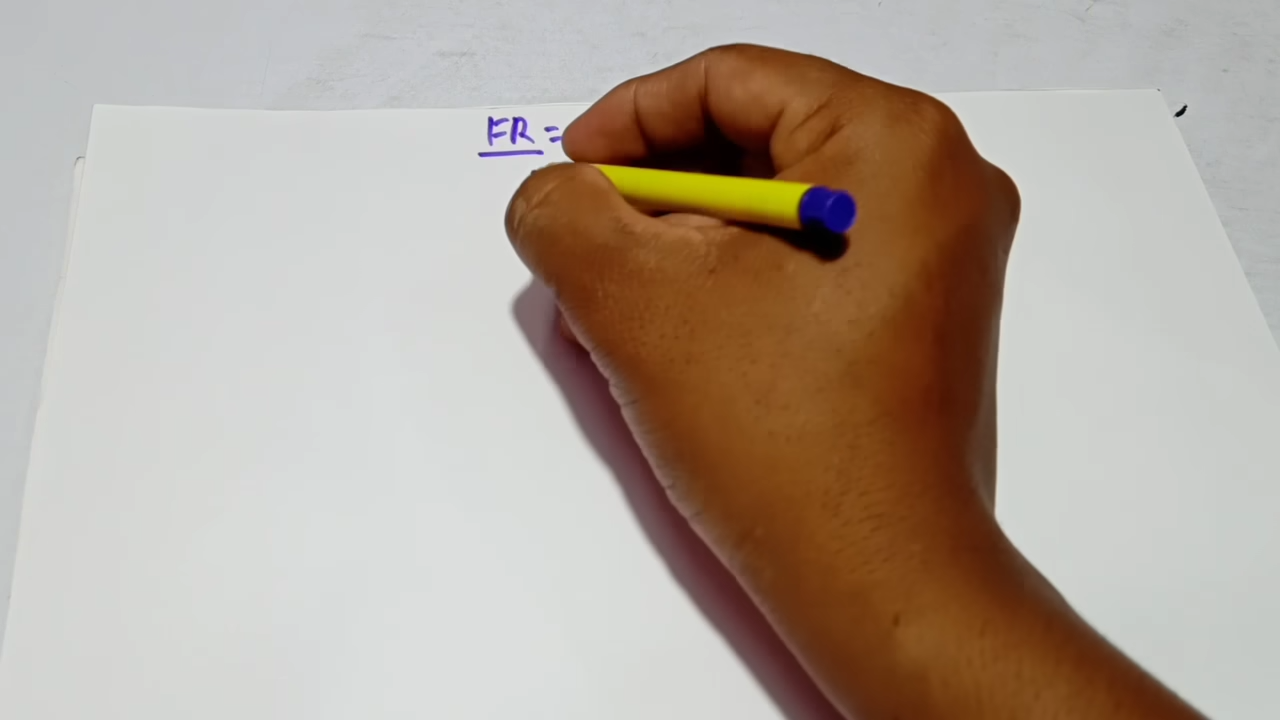 FR =